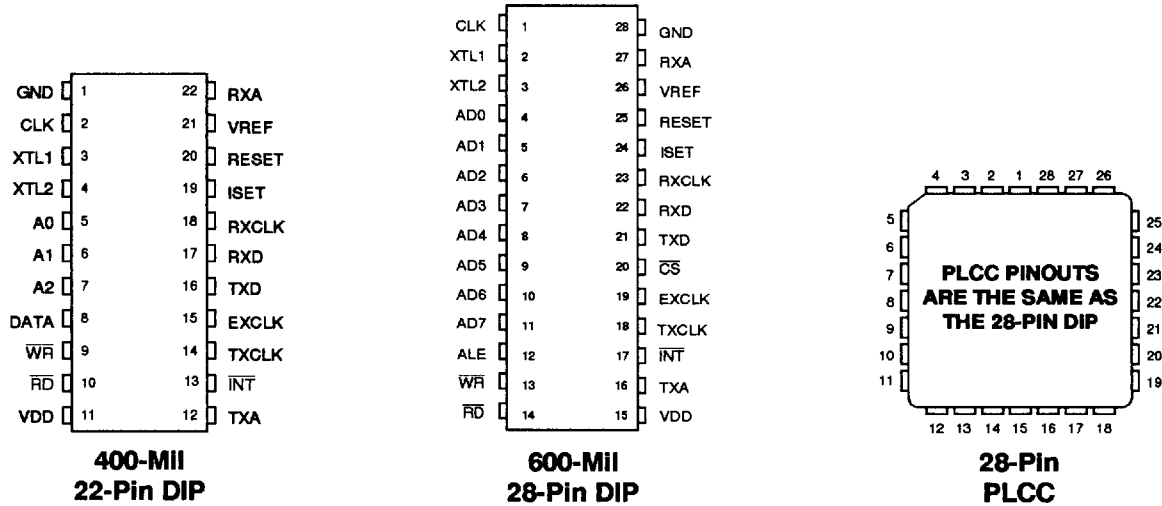 GND 1 22 RXA
CLK 2 21 VREF
XTL1 3 20 RESET
XTL2 4 19 ISET
A0 5 18 RXCLK
A1 6 17 RXD
A2 7 16 TXD
DATA 8 15 EXCLK
W̅R̅ 9 14 TXCLK
R̅D̅ 10 13 I̅N̅T̅
VDD 11 12 TXA
400-Mil
22-Pin DIP
CLK 1 28 GND
XTL1 2 27 RXA
XTL2 3 26 VREF
AD0 4 25 RESET
AD1 5 24 ISET
AD2 6 23 RXCLK
AD3 7 22 RXD
AD4 8 21 TXD
AD5 9 20 C̅S̅
AD6 10 19 EXCLK
AD7 11 18 TXCLK
ALE 12 17 I̅N̅T̅
W̅R̅ 13 16 TXA
R̅D̅ 14 15 VDD
600-Mil
28-Pin DIP
4 3 2 1 28 27 26
5 25
6 24
7 PLCC PINOUTS 23
8 ARE THE SAME AS 22
9 THE 28-PIN DIP 21
10 20
11 19
12 13 14 15 16 17 18
28-Pin
PLCC